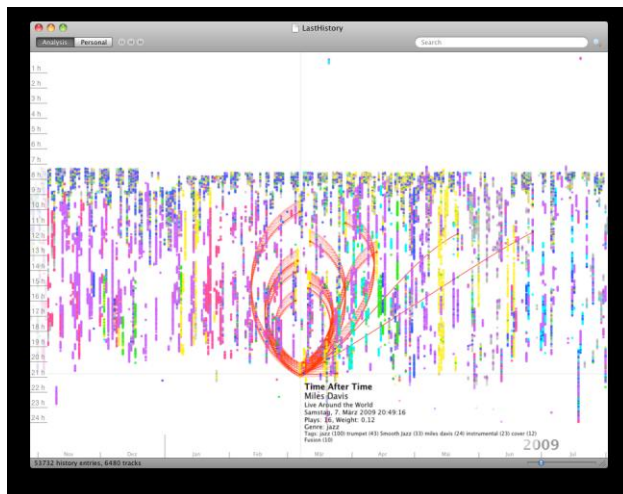 LastHistory
Analysis Personal
Search
1 h
2 h
3 h
4 h
5 h
6 h
7 h
8 h
9 h
10 h
11 h
12 h
13 h
14 h
15 h
16 h
17 h
18 h
19 h
20 h
21 h
22 h
23 h
24 h
Time After Time
Miles Davis
Live Around the World
Samstag, 7. März 2009 20:49:16
Plays: 16, Weight: 0.12
Genre: jazz
Tags: jazz (100) trumpet (43) Smooth Jazz (33) miles davis (24) instrumental (23) cover (12)
Fusion (10)
2009
Nov Dez Jan Feb Mär Apr Mai Jun Jul
53732 history entries, 6480 tracks